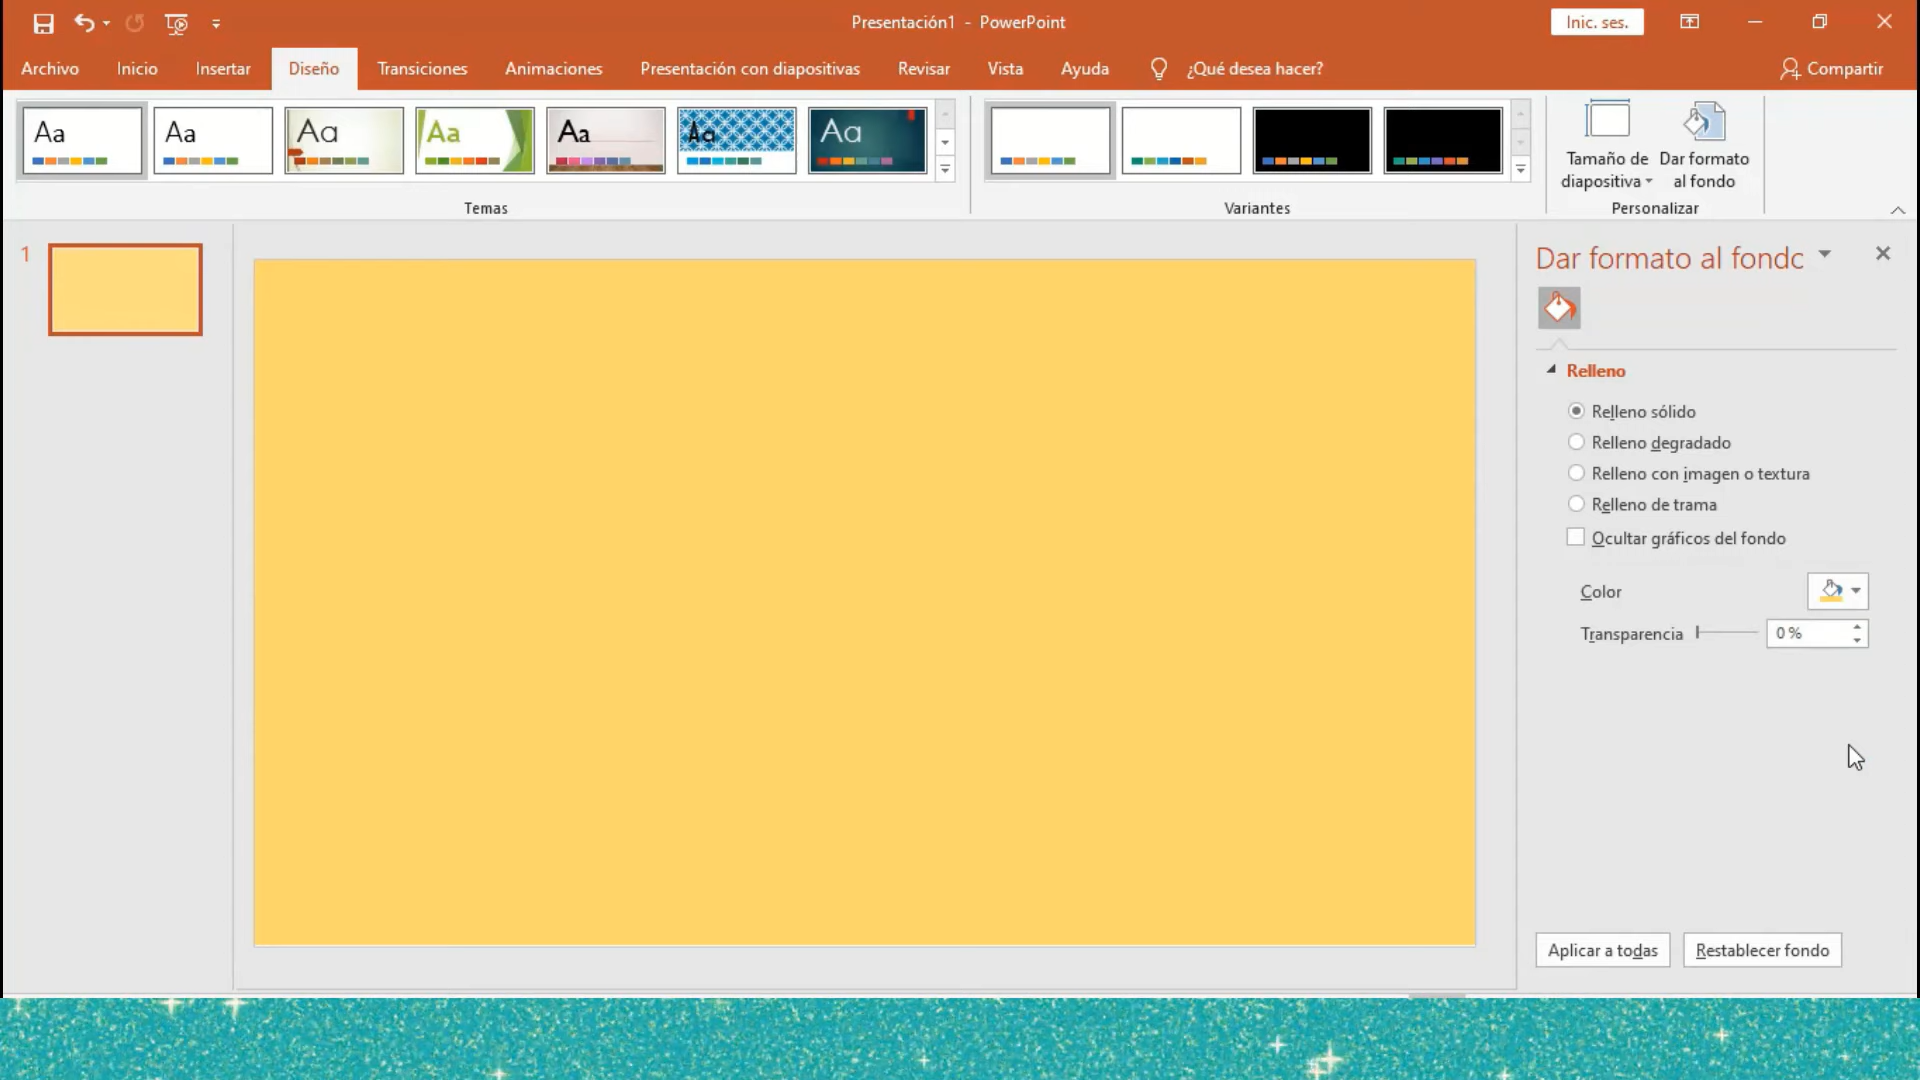 Presentación1 - PowerPoint
Inic. ses.
Archivo Inicio Insertar Diseño Transiciones Animaciones Presentación con diapositivas Revisar Vista Ayuda ¿Qué desea hacer? Compartir
Aa Aa Aa Aa Aa Aa Aa
Tamaño de diapositiva
Dar formato al fondo
Temas Variantes Personalizar
1
Dar formato al fondc
Relleno
Relleno sólido
Relleno degradado
Relleno con imagen o textura
Relleno de trama
Ocultar gráficos del fondo
Color
Transparencia 0 %
Aplicar a todas Restablecer fondo